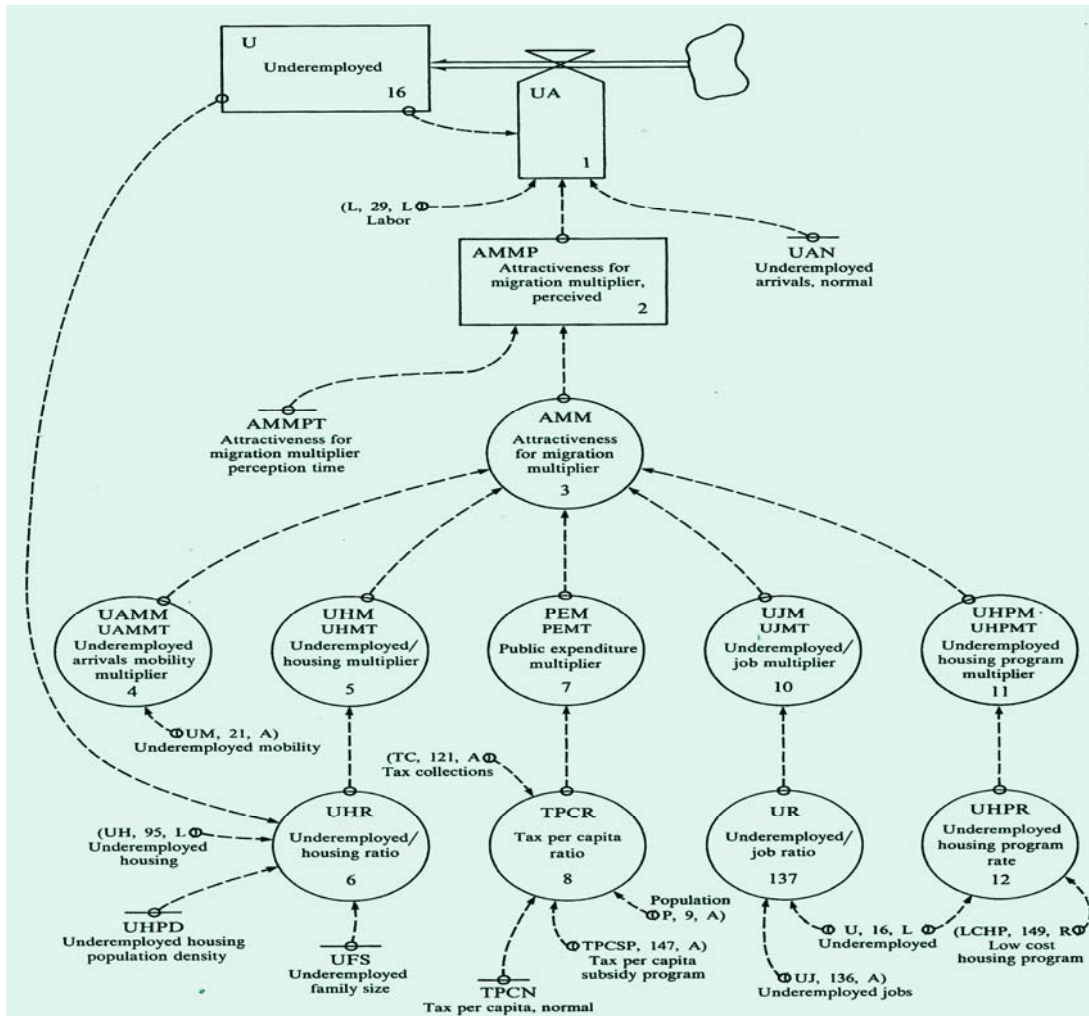 U
Underemployed
16
UA
1
(L, 29, L
Labor
UAN
Underemployed
arrivals, normal
AMMP
Attractiveness for
migration multiplier,
perceived
2
AMMPT
Attractiveness for
migration multiplier
perception time
AMM
Attractiveness
for migration
multiplier
3
UAMM
UAMMT
Underemployed
arrivals mobility
multiplier
4
UHM
UHMT
Underemployed/
housing multiplier
5
PEM
PEMT
Public expenditure
multiplier
7
UJM
UJMT
Underemployed/
job multiplier
10
UHPM
UHPMT
Underemployed
housing program
multiplier
11
UM, 21, A)
Underemployed mobility
(TC, 121, A
Tax collections
UHR
Underemployed/
housing ratio
6
TPCR
Tax per capita
ratio
8
UR
Underemployed/
job ratio
137
UHPR
Underemployed
housing program
rate
12
(UH, 95, L
Underemployed
housing
UHPD
Underemployed housing
population density
UFS
Underemployed
family size
TPCN
Tax per capita, normal
TPCSP, 147, A)
Tax per capita
subsidy program
Population
P, 9, A)
U, 16, L
Underemployed
UJ, 136, A)
Underemployed jobs
(LCHP, 149, R
Low cost
housing program